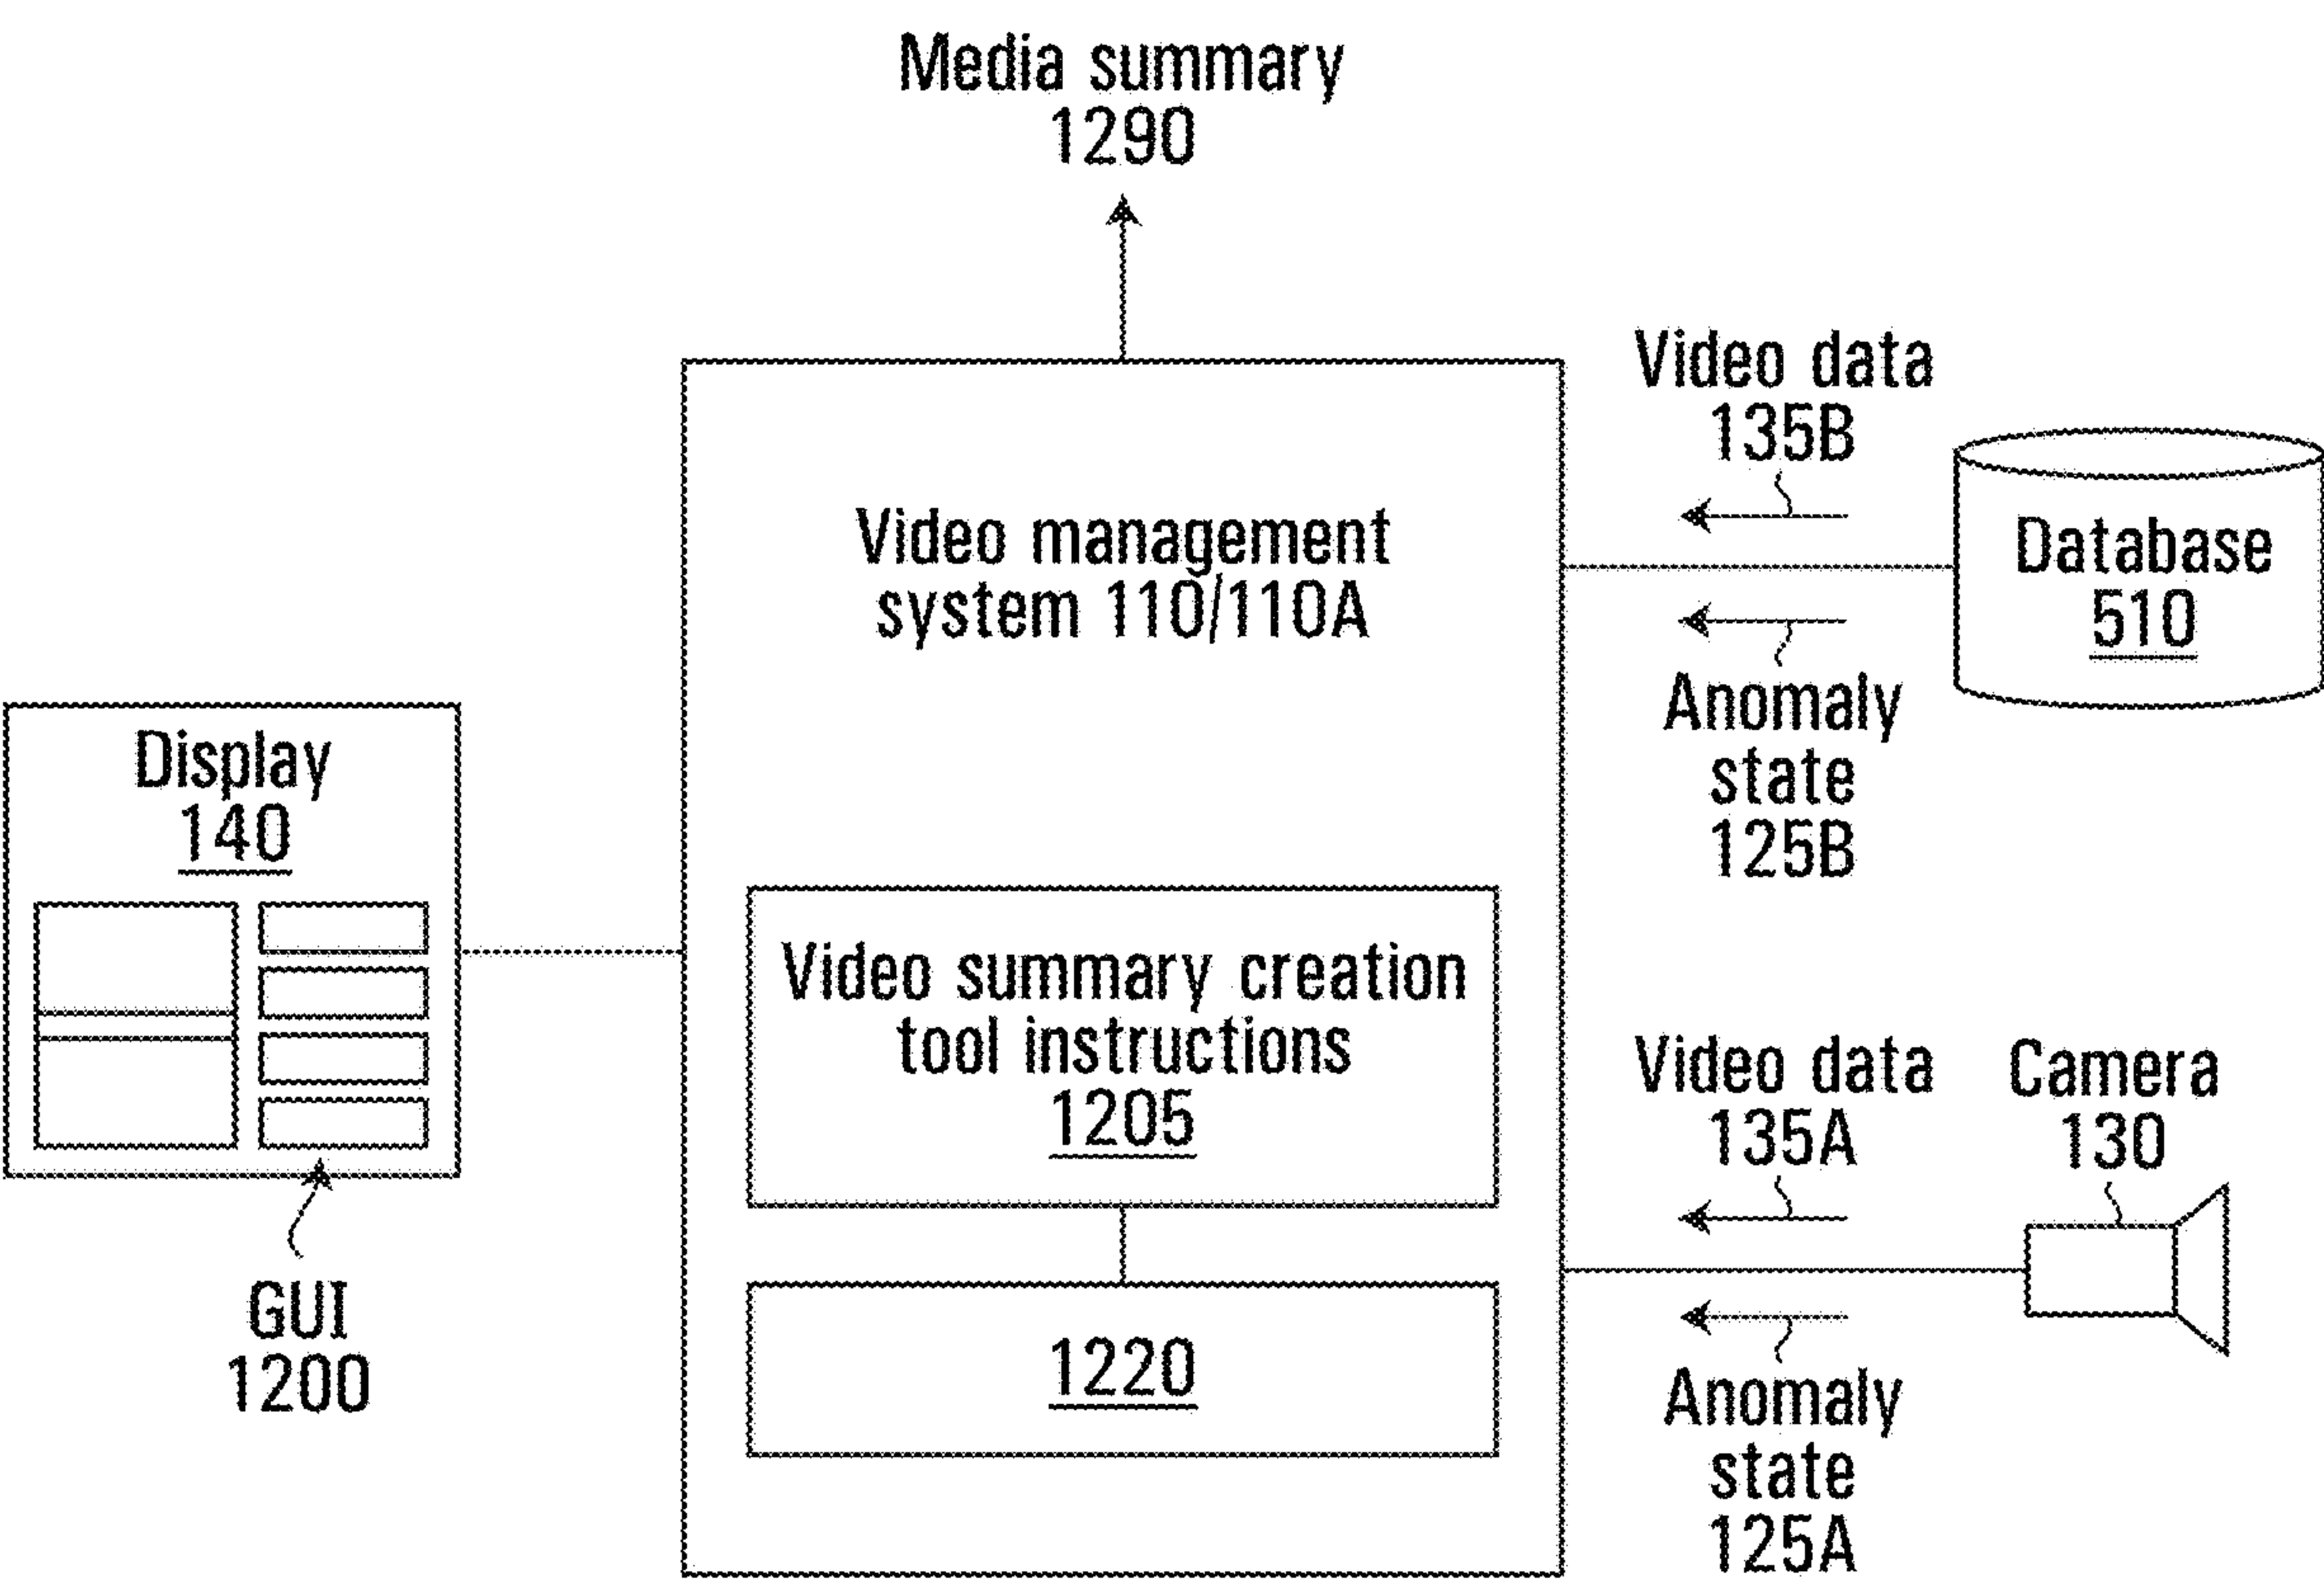 Media summary
1290
Video data
135B
Video management
system 110/110A
Database
510
Anomaly
state
125B
Display
140
Video summary creation
tool instructions
1205
Video data
135A
Camera
130
GUI
1200
1220
Anomaly
state
125A